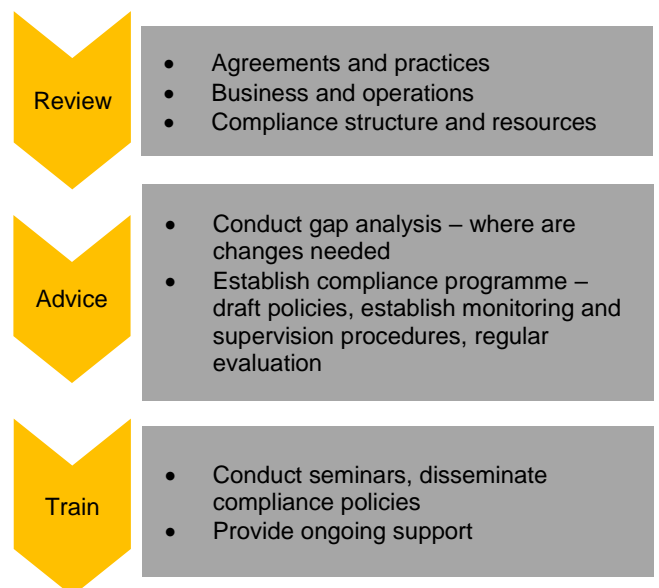 Review
• Agreements and practices
• Business and operations
• Compliance structure and resources
Advice
• Conduct gap analysis – where are
changes needed
• Establish compliance programme –
draft policies, establish monitoring and
supervision procedures, regular
evaluation
Train
• Conduct seminars, disseminate
compliance policies
• Provide ongoing support